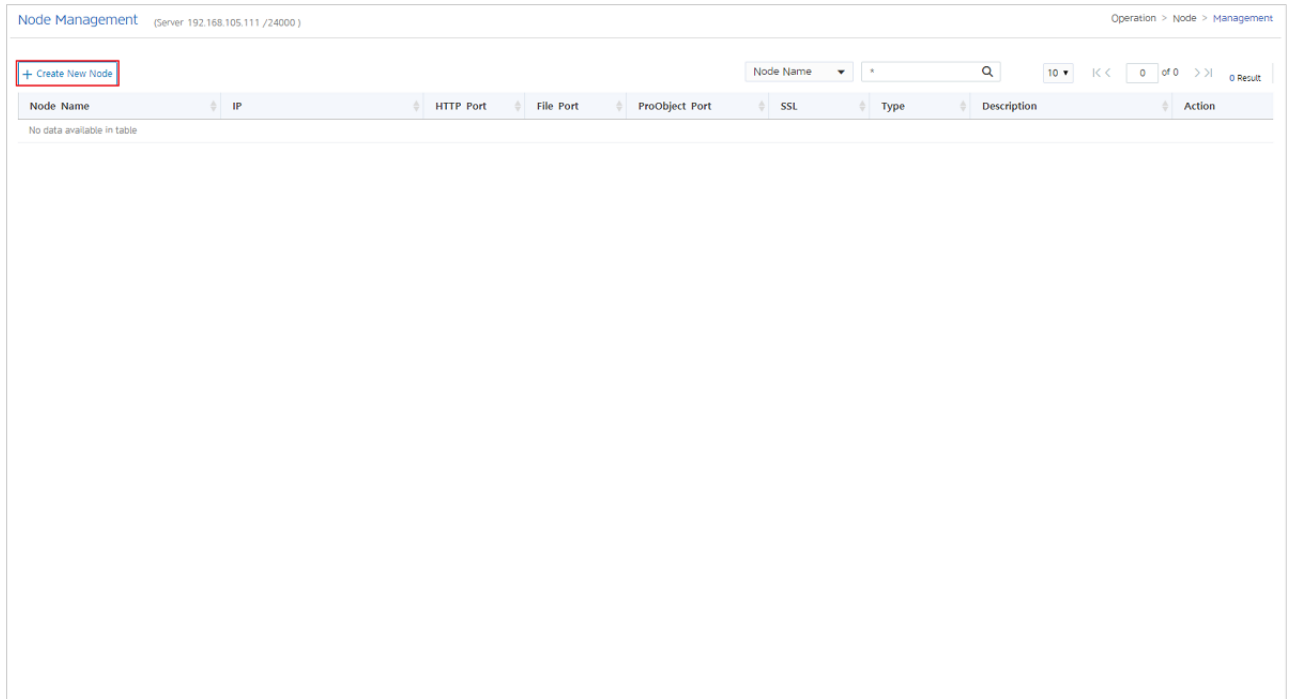 Node Management (Server 192.168.105.111 /24000 ) Operation > Node > Management
+ Create New Node Node Name * 10 0 of 0 0 Result
Node Name IP HTTP Port File Port ProObject Port SSL Type Description Action
No data available in table